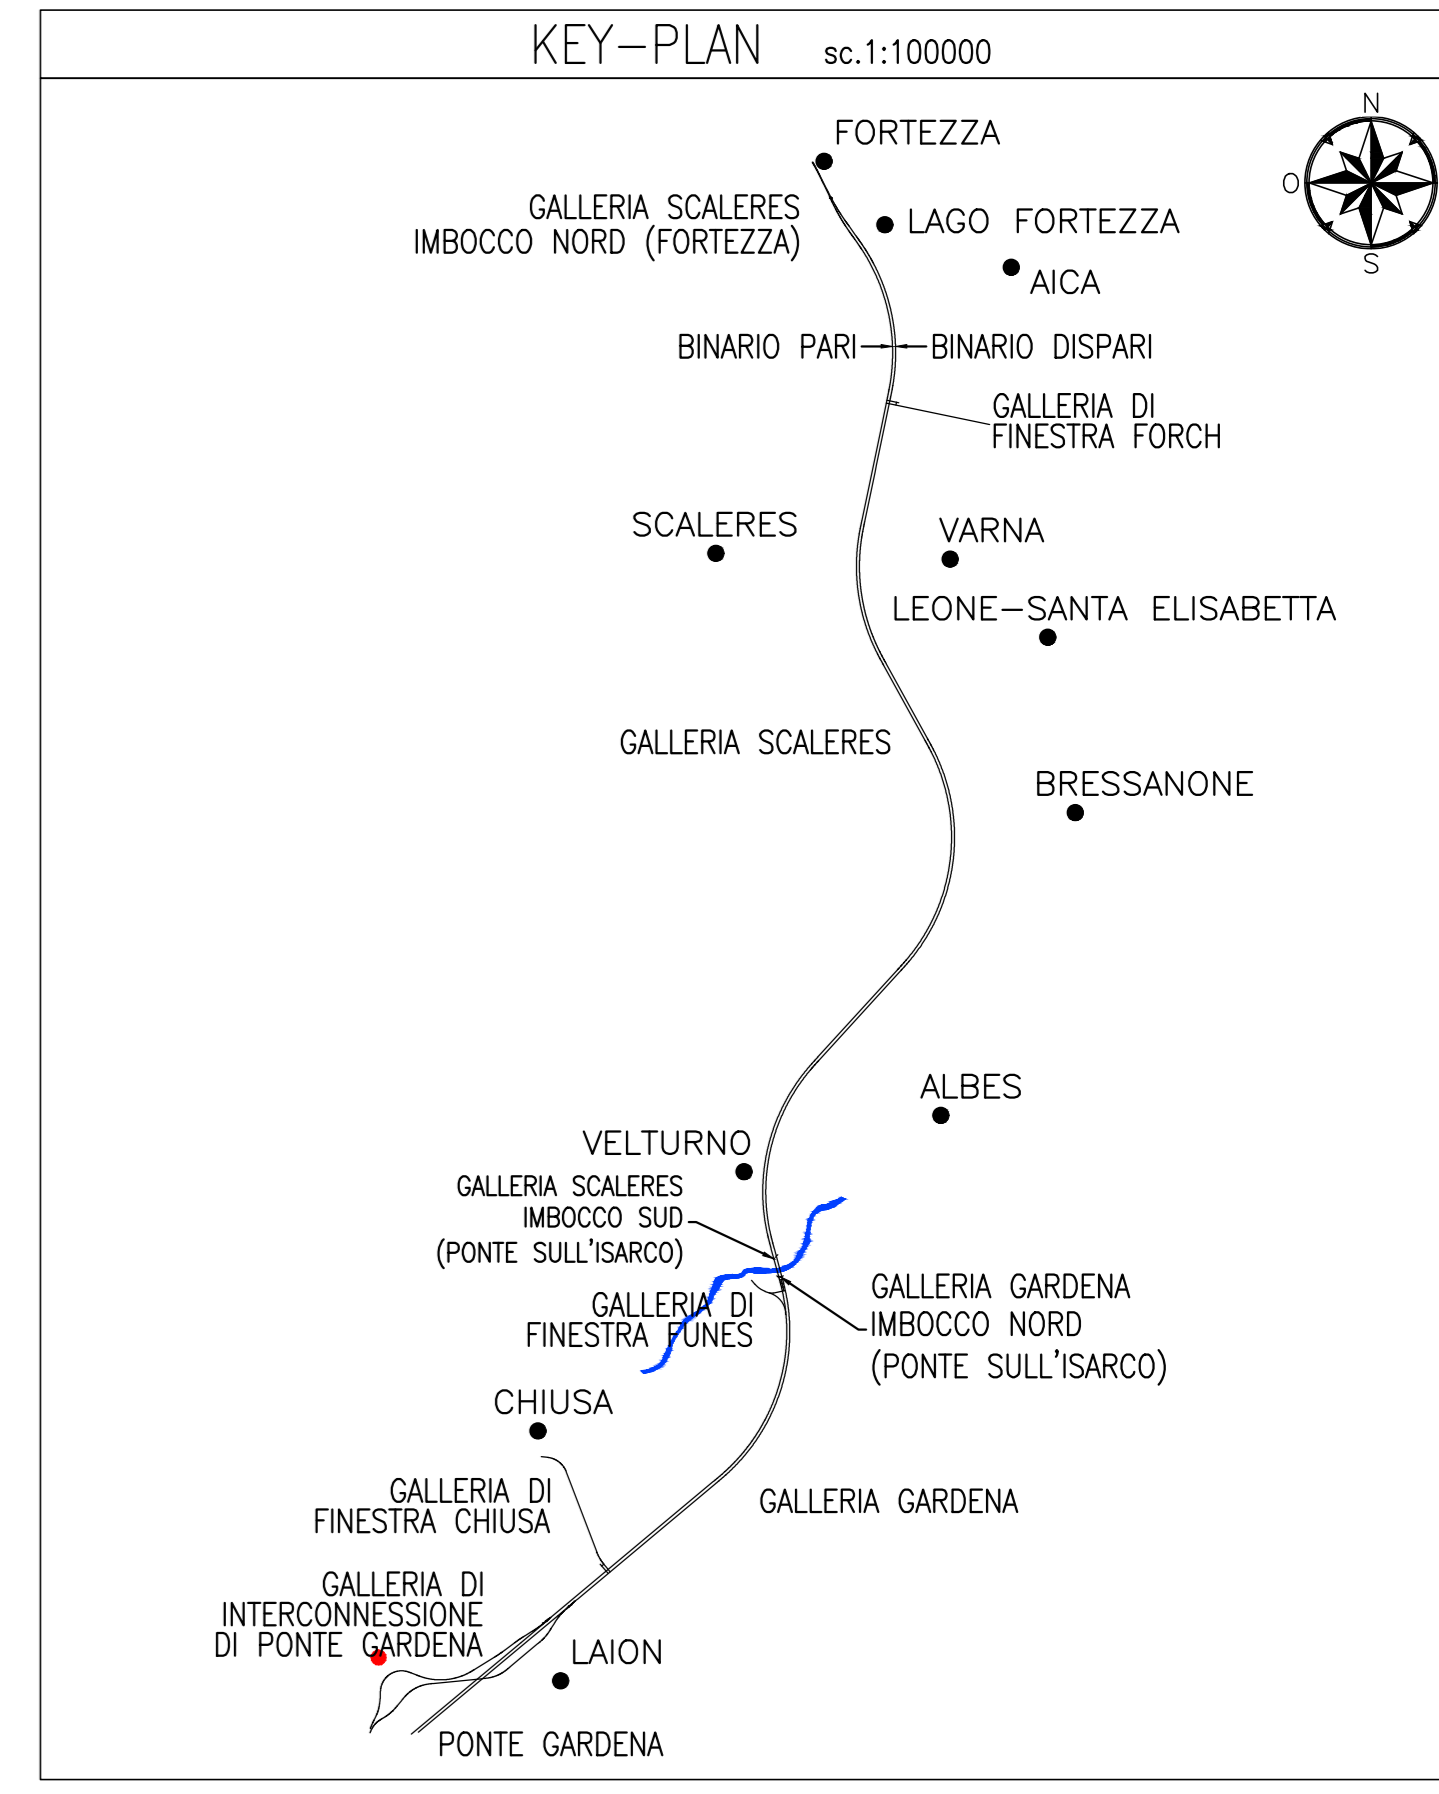 KEY-PLAN sc.1:100000
N
O
S
FORTEZZA
GALLERIA SCALERES
IMBOCCO NORD (FORTEZZA)
LAGO FORTEZZA
AICA
BINARIO PARI
BINARIO DISPARI
GALLERIA DI
FINESTRA FORCH
SCALERES
VARNA
LEONE-SANTA ELISABETTA
GALLERIA SCALERES
BRESSANONE
ALBES
VELTURNO
GALLERIA SCALERES
IMBOCCO SUD
(PONTE SULL'ISARCO)
GALLERIA GARDENA
IMBOCCO NORD
(PONTE SULL'ISARCO)
GALLERIA DI
FINESTRA FUNES
CHIUSA
GALLERIA DI
FINESTRA CHIUSA
GALLERIA GARDENA
GALLERIA DI
INTERCONNESSIONE
DI PONTE GARDENA
LAION
PONTE GARDENA